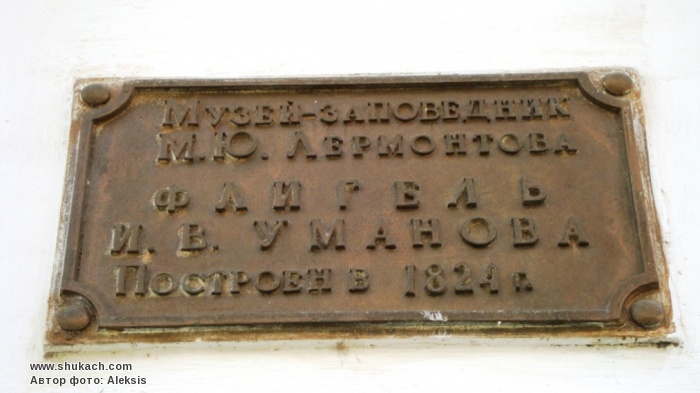 Музей-заповедник
М.Ю. Лермонтова
Флигель
И. В. Уманова
Построен в 1824 г.
www.shukach.com
Автор фото: Aleksis